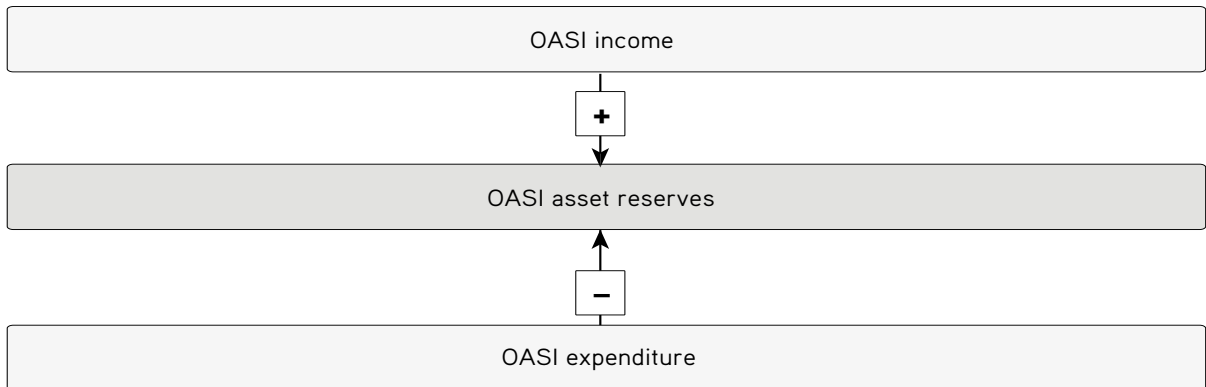 OASI income
+
OASI asset reserves
–
OASI expenditure